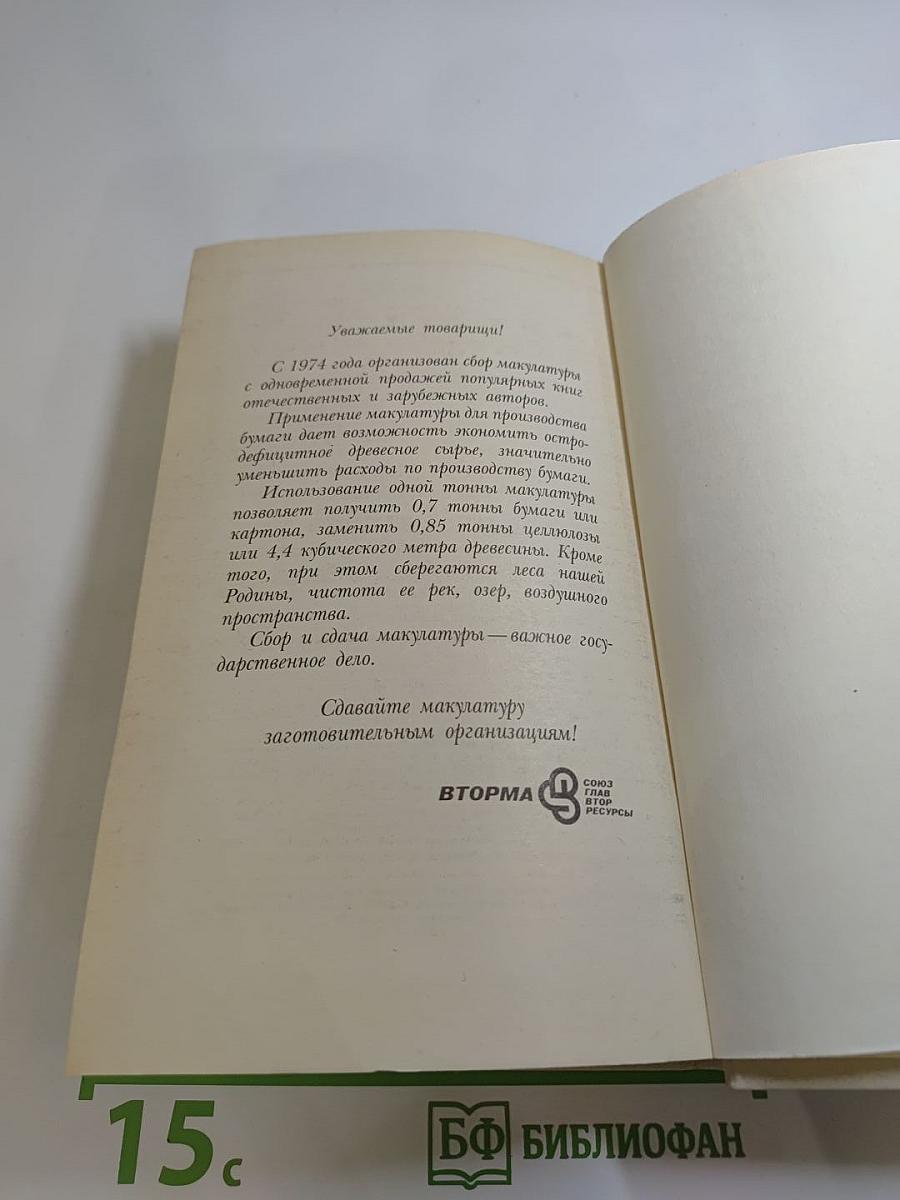 Уважаемые товарищи!
С 1974 года организован сбор макулатуры
с одновременной продажей популярных книг
отечественных и зарубежных авторов.
Применение макулатуры для производства
бумаги дает возможность экономить остро-
дефицитное древесное сырье, значительно
уменьшить расходы по производству бумаги.
Использование одной тонны макулатуры
позволяет получить 0,7 тонны бумаги или
картона, заменить 0,85 тонны целлюлозы
или 4,4 кубического метра древесины. Кроме
того, при этом сберегаются леса нашей
Родины, чистота ее рек, озер, воздушного
пространства.
Сбор и сдача макулатуры — важное госу-
дарственное дело.
Сдавайте макулатуру
заготовительным организациям!
ВТОРМА
СОЮЗ
ГЛАВ
ВТОР
РЕСУРСЫ
15 с
БФ БИБЛИОФАН